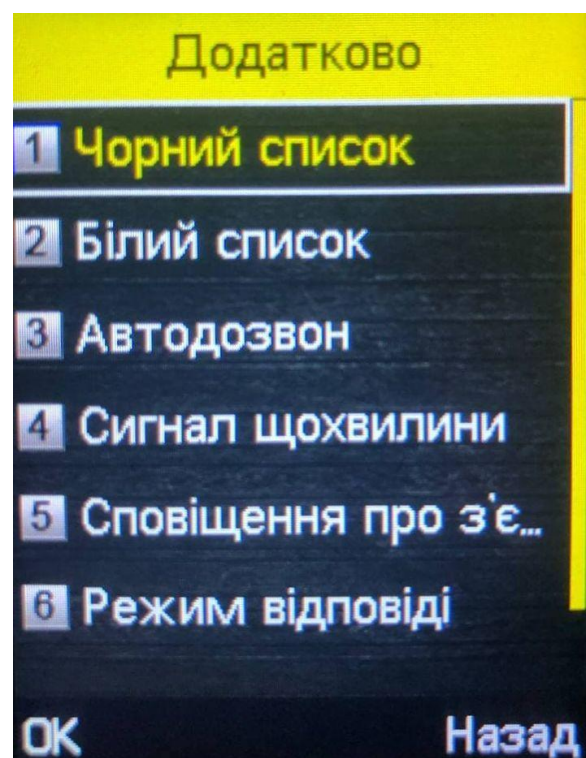 Додатково
1 Чорний список
2 Білий список
3 Автодозвон
4 Сигнал щохвилини
5 Сповіщення про з'є...
6 Режим відповіді
OK Назад